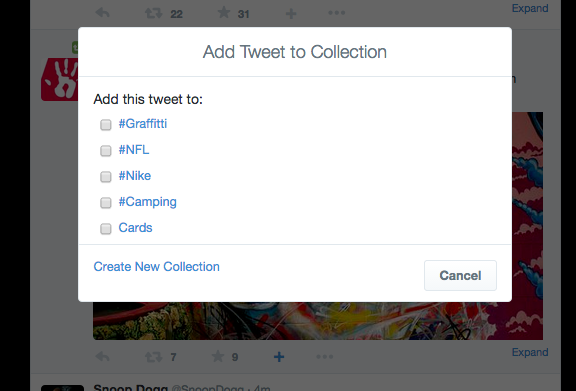 22 31 Expand
Add Tweet to Collection
Add this tweet to:
#Graffitti
#NFL
#Nike
#Camping
Cards
Create New Collection
Cancel
7 9 Expand
Snoop Dogg @SnoopDogg · 4m